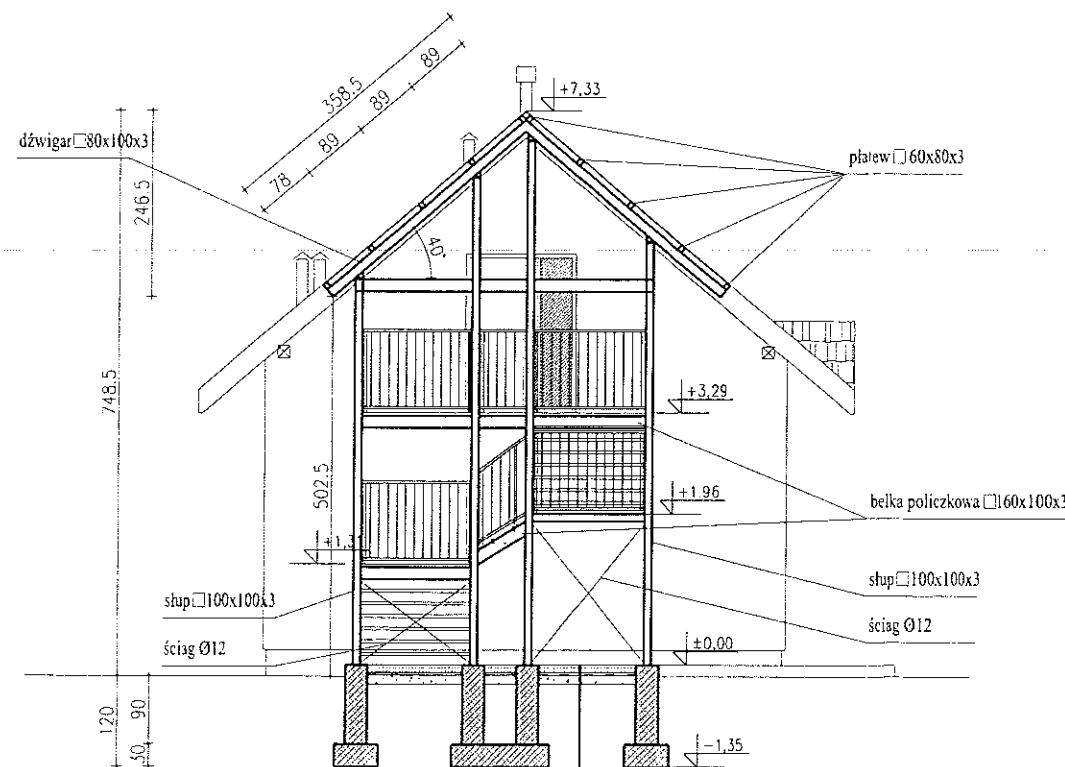 358.5
89
89
89
78
+7,33
dźwigar□80x100x3
płatew □ 60x80x3
246.5
40°
748.5
+3,29
502.5
+1.96
belka policzkowa □160x100x3
+1,3
słup□100x100x3
słup□100x100x3
ściąg Ø12
ściąg Ø12
±0,00
120
90
30
-1,35